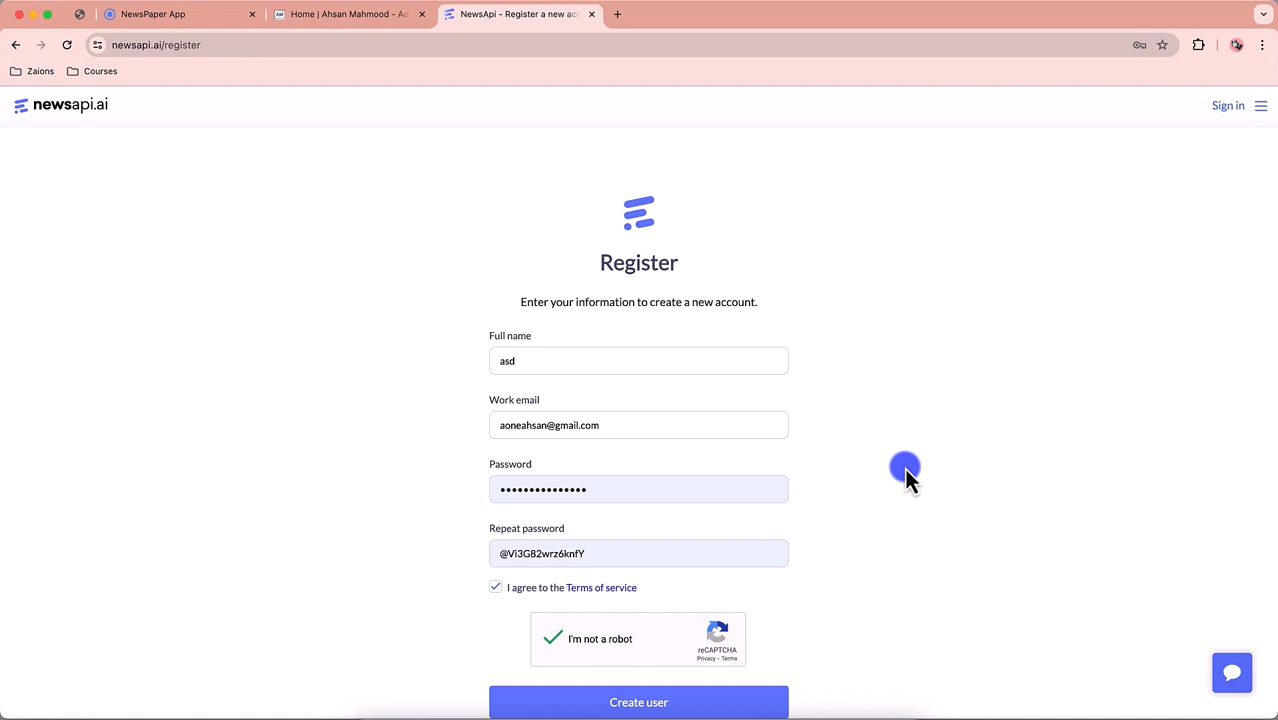 NewsPaper App
Home | Ahsan Mahmood - Ao
NewsApi - Register a new acc
newsapi.ai/register
Zaions
Courses
newsapi.ai
Sign in
Register
Enter your information to create a new account.
Full name
asd
Work email
aoneahsan@gmail.com
Password
•••••••••••••••
Repeat password
@Vi3G82wrz6knfY
I agree to the Terms of service
I'm not a robot
reCAPTCHA
Privacy - Terms
Create user